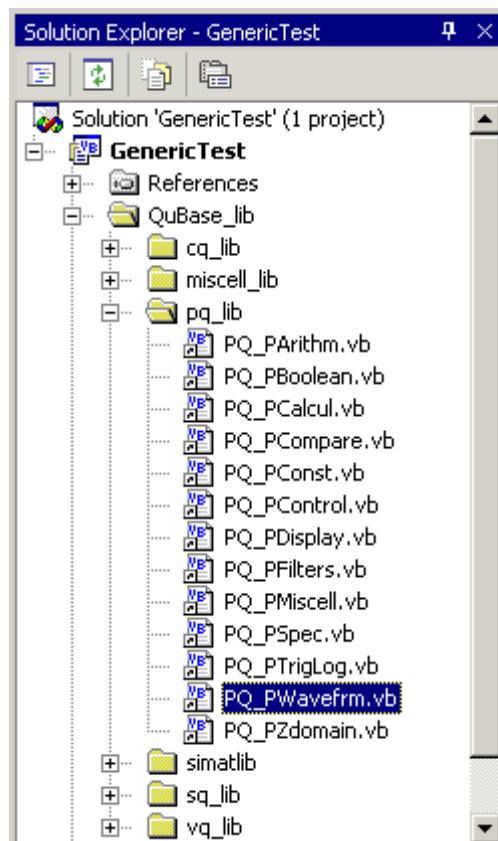 Solution Explorer - GenericTest
Solution 'GenericTest' (1 project)
GenericTest
References
QuBase_lib
cq_lib
miscell_lib
pq_lib
PQ_PArithm.vb
PQ_PBoolean.vb
PQ_PCalcul.vb
PQ_PCompare.vb
PQ_PConst.vb
PQ_PControl.vb
PQ_PDisplay.vb
PQ_PFilters.vb
PQ_PMiscell.vb
PQ_PSpec.vb
PQ_PTrigLog.vb
PQ_PWavefrm.vb
PQ_PZdomain.vb
simatlib
sq_lib
vq_lib